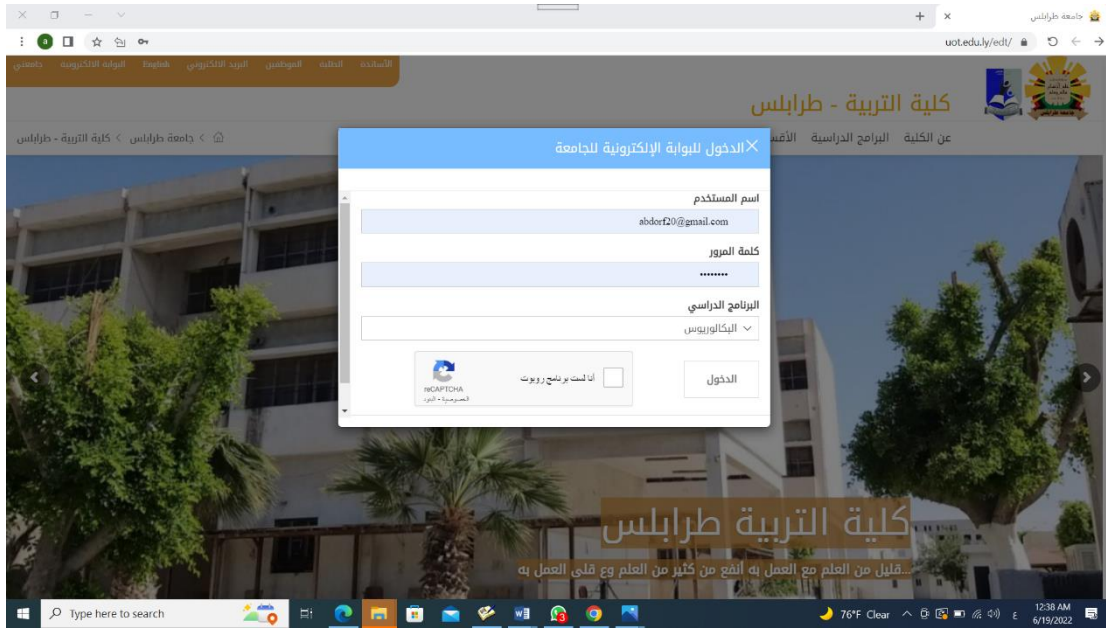 جامعة طرابلس
uot.edu.ly/edt/
الأساتذة الطلبة الموظفين البريد الالكتروني English البوابة الالكترونية جامعتي
كلية التربية - طرابلس
عن الكلية البرامج الدراسية
جامعة طرابلس > كلية التربية - طرابلس
الدخول للبوابة الإلكترونية للجامعة
اسم المستخدم
abdorf20@gmail.com
كلمة المرور
••••••••
البرنامج الدراسي
البكالوريوس
الدخول
أنا لست برنامج روبوت
reCAPTCHA
الخصوصية - البنود
كلية التربية طرابلس
قليل من العلم مع العمل به أنفع من كثير من العلم مع قلى العمل به...
Type here to search
3
76°F Clear
ع
12:38 AM
6/19/2022